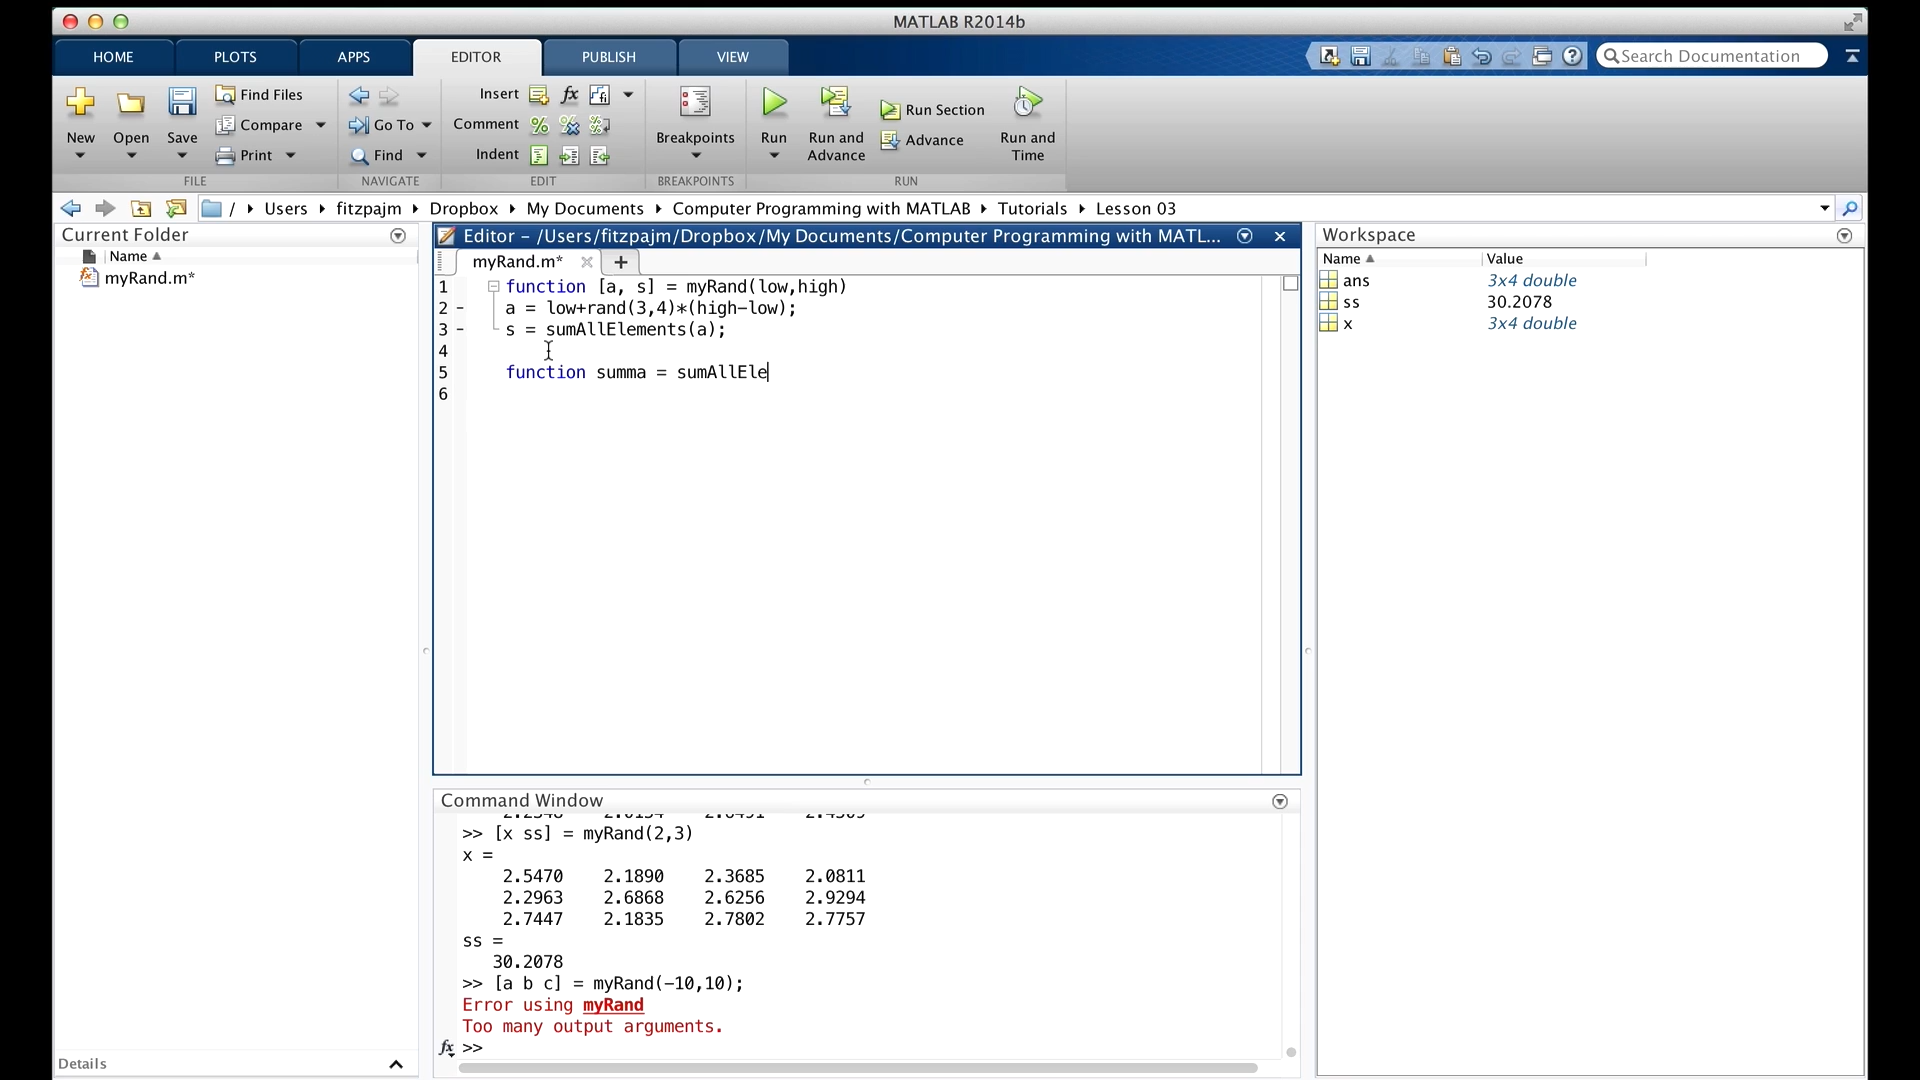 MATLAB R2014b
HOME PLOTS APPS EDITOR PUBLISH VIEW
Search Documentation
New Open Save
Find Files
Compare
Print
FILE
Go To
Find
NAVIGATE
Insert fx
Comment
Indent
EDIT
Breakpoints
BREAKPOINTS
Run
Run and Advance
Run Section
Advance
Run and Time
RUN
/ Users fitzpajm Dropbox My Documents Computer Programming with MATLAB Tutorials Lesson 03
Current Folder
Name
myRand.m*
Details
Editor – /Users/fitzpajm/Dropbox/My Documents/Computer Programming with MATL...
myRand.m*
1 function [a, s] = myRand(low,high)
2 – a = low+rand(3,4)*(high-low);
3 – s = sumAllElements(a);
4
5 function summa = sumAllEle
6
Command Window
>> [x ss] = myRand(2,3)
x =
2.5470 2.1890 2.3685 2.0811
2.2963 2.6868 2.6256 2.9294
2.7447 2.1835 2.7802 2.7757
ss =
30.2078
>> [a b c] = myRand(-10,10);
Error using myRand
Too many output arguments.
fx >>
Workspace
Name Value
ans 3x4 double
ss 30.2078
x 3x4 double